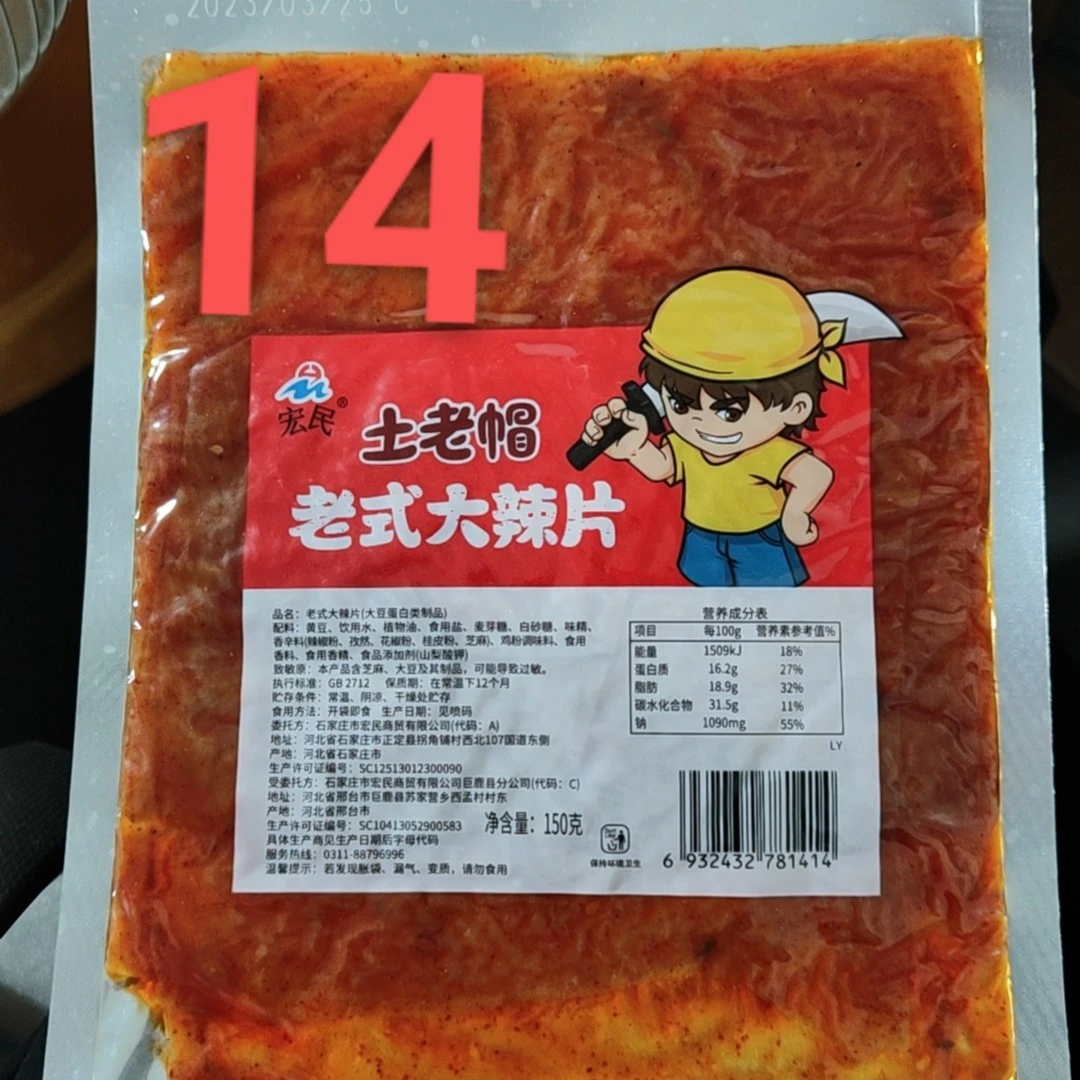 2023/03/25 C
14
宏民®
土老帽
老式大辣片
品名：老式大辣片(大豆蛋白类制品)
配料：黄豆、饮用水、植物油、食用盐、麦芽糖、白砂糖、味精、
香辛料(辣椒粉、孜然、花椒粉、桂皮粉、芝麻)、鸡粉调味料、食用
香料、食用香精、食品添加剂(山梨酸钾)
致敏原：本产品含芝麻、大豆及其制品，可能导致过敏。
执行标准：GB 2712 保质期：在常温下12个月
贮存条件：常温、阴凉、干燥处贮存
食用方法：开袋即食 生产日期：见喷码
委托方：石家庄市宏民商贸有限公司(代码：A)
地址：河北省石家庄市正定县拐角铺村西北107国道东侧
产地：河北省石家庄市
生产许可证编号：SC12513012300090
受委托方：石家庄市宏民商贸有限公司巨鹿县分公司(代码：C)
地址：河北省邢台市巨鹿县苏家营乡西孟村村东
产地：河北省邢台市
生产许可证编号：SC10413052900583
具体生产商见生产日期后字母代码
服务热线：0311-88796996
温馨提示：若发现胀袋、漏气、变质，请勿食用
净含量：150克
营养成分表
项目 每100g 营养素参考值%
能量 1509kJ 18%
蛋白质 16.2g 27%
脂肪 18.9g 32%
碳水化合物 31.5g 11%
钠 1090mg 55%
LY
保持环境卫生
6 932432 781414